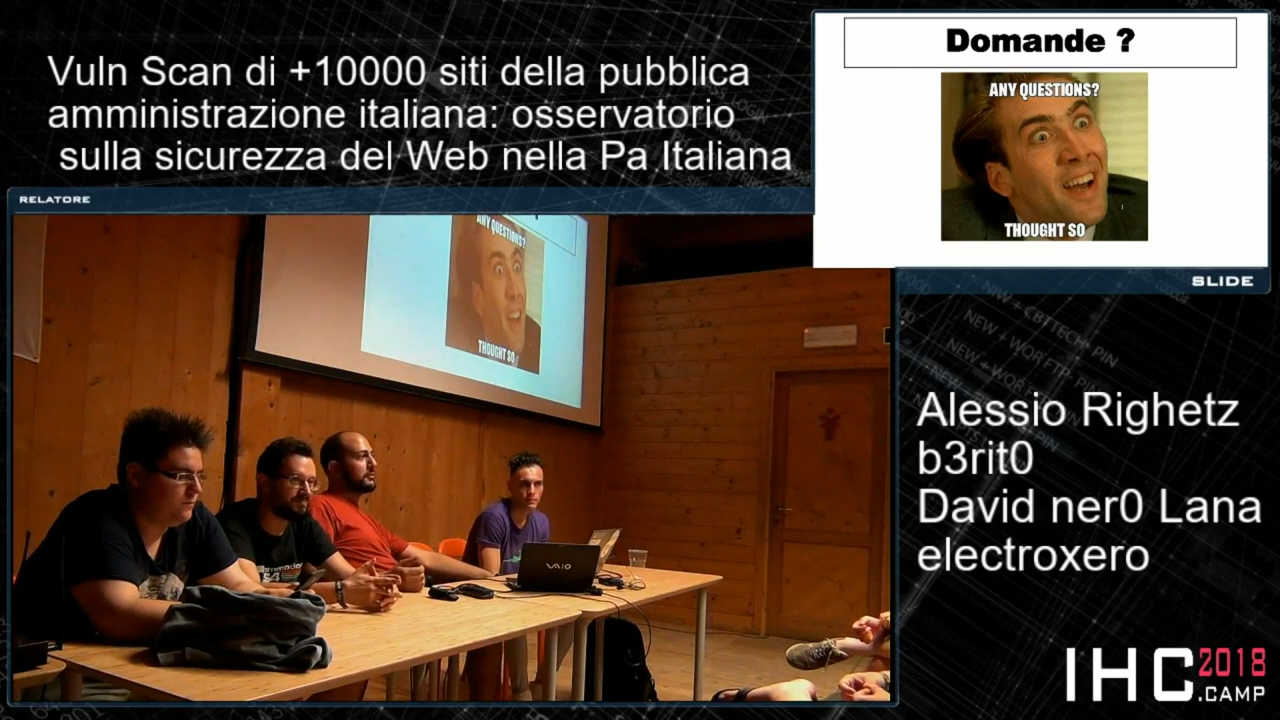 Vuln Scan di +10000 siti della pubblica
amministrazione italiana: osservatorio
sulla sicurezza del Web nella Pa Italiana
Domande ?
ANY QUESTIONS?
THOUGHT SO
SLIDE
RELATORE
ANY QUESTIONS?
THOUGHT SO
64
VAIO
Alessio Righetz
b3rit0
David ner0 Lana
electroxero
IHC 2018
.CAMP